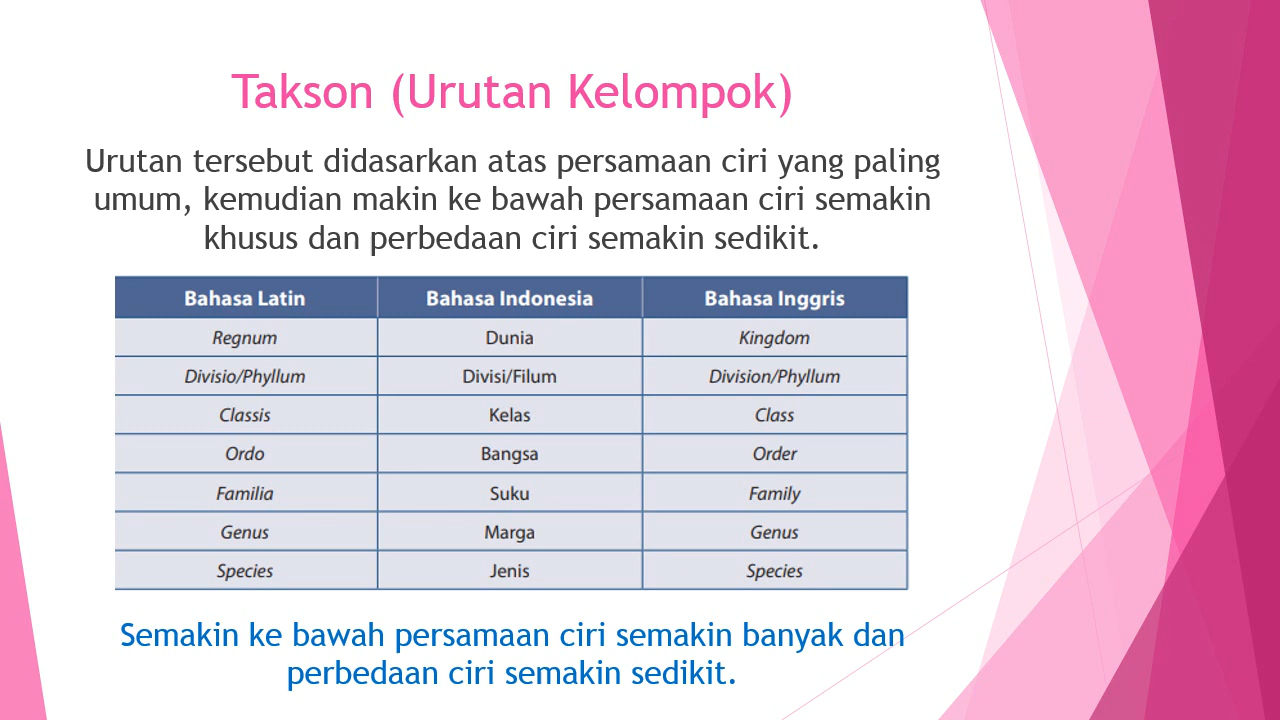 Takson (Urutan Kelompok)
Urutan tersebut didasarkan atas persamaan ciri yang paling
umum, kemudian makin ke bawah persamaan ciri semakin
khusus dan perbedaan ciri semakin sedikit.
Bahasa Latin Bahasa Indonesia Bahasa Inggris
Regnum Dunia Kingdom
Divisio/Phyllum Divisi/Filum Division/Phyllum
Classis Kelas Class
Ordo Bangsa Order
Familia Suku Family
Genus Marga Genus
Species Jenis Species
Semakin ke bawah persamaan ciri semakin banyak dan
perbedaan ciri semakin sedikit.